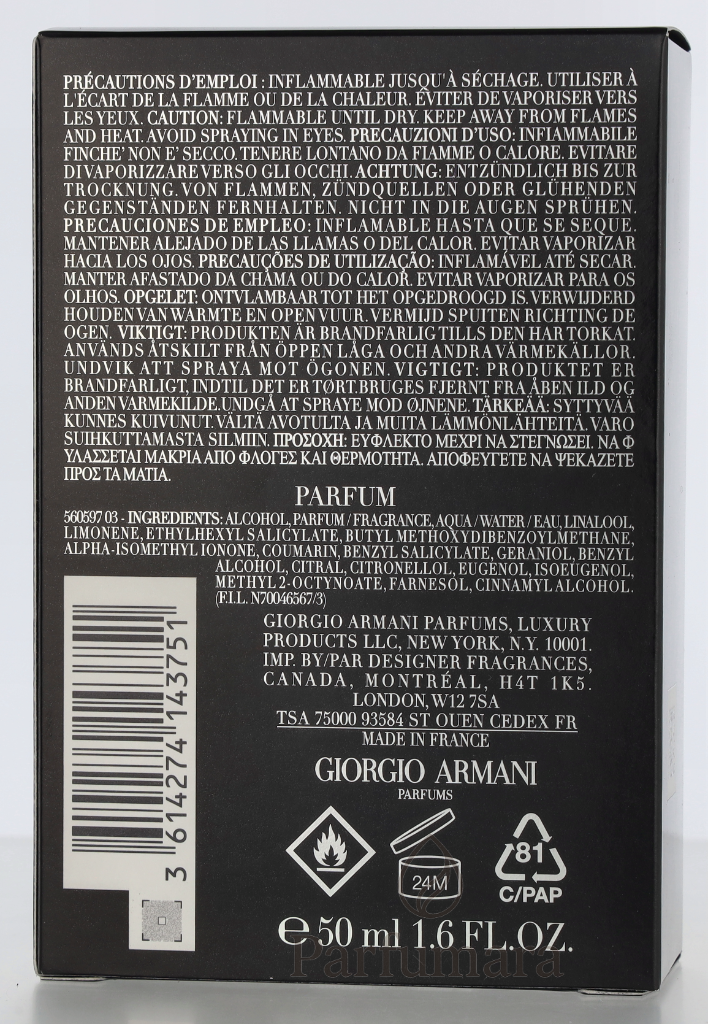 PRÉCAUTIONS D'EMPLOI : INFLAMMABLE JUSQU'À SÉCHAGE. UTILISER À
L'ÉCART DE LA FLAMME OU DE LA CHALEUR. ÉVITER DE VAPORISER VERS
LES YEUX. CAUTION: FLAMMABLE UNTIL DRY. KEEP AWAY FROM FLAMES
AND HEAT. AVOID SPRAYING IN EYES. PRECAUZIONI D'USO: INFIAMMABILE
FINCHE' NON E' SECCO. TENERE LONTANO DA FIAMME O CALORE. EVITARE
DI VAPORIZZARE VERSO GLI OCCHI. ACHTUNG: ENTZÜNDLICH BIS ZUR
TROCKNUNG. VON FLAMMEN, ZÜNDQUELLEN ODER GLÜHENDEN
GEGENSTÄNDEN FERNHALTEN. NICHT IN DIE AUGEN SPRÜHEN.
PRECAUCIONES DE EMPLEO: INFLAMABLE HASTA QUE SE SEQUE.
MANTENER ALEJADO DE LAS LLAMAS O DEL CALOR. EVITAR VAPORIZAR
HACIA LOS OJOS. PRECAUÇÕES DE UTILIZAÇÃO: INFLAMÁVEL ATÉ SECAR.
MANTER AFASTADO DA CHAMA OU DO CALOR. EVITAR VAPORIZAR PARA OS
OLHOS. OPGELET: ONTVLAMBAAR TOT HET OPGEDROOGD IS. VERWIJDERD
HOUDEN VAN WARMTE EN OPEN VUUR. VERMIJD SPUITEN RICHTING DE
OGEN. VIKTIGT: PRODUKTEN ÄR BRANDFARLIG TILLS DEN HAR TORKAT.
ANVÄNDS ÅTSKILT FRÅN ÖPPEN LÅGA OCH ANDRA VÄRMEKÄLLOR.
UNDVIK ATT SPRAYA MOT ÖGONEN. VIGTIGT: PRODUKTET ER
BRANDFARLIGT, INDTIL DET ER TØRT. BRUGES FJERNT FRA ÅBEN ILD OG
ANDEN VARMEKILDE. UNDGÅ AT SPRAYE MOD ØJNENE. TÄRKEÄÄ: SYTTYVÄÄ
KUNNES KUIVUNUT. VÄLTÄ AVOTULTA JA MUITA LÄMMÖNLÄHTEITÄ. VARO
SUIHKUTTAMASTA SILMIIN. ΠΡΟΣΟΧΗ: ΕΥΦΛΕΚΤΟ ΜΕΧΡΙ ΝΑ ΣΤΕΓΝΩΣΕΙ. ΝΑ Φ
ΥΛΑΣΣΕΤΑΙ ΜΑΚΡΙΑ ΑΠΟ ΦΛΟΓΕΣ ΚΑΙ ΘΕΡΜΟΤΗΤΑ. ΑΠΟΦΕΥΓΕΤΕ ΝΑ ΨΕΚΑΖΕΤΕ
ΠΡΟΣ ΤΑ ΜΑΤΙΑ.
PARFUM
560597 03 - INGREDIENTS: ALCOHOL, PARFUM / FRAGRANCE, AQUA / WATER / EAU, LINALOOL,
LIMONENE, ETHYLHEXYL SALICYLATE, BUTYL METHOXYDIBENZOYLMETHANE,
ALPHA-ISOMETHYL IONONE, COUMARIN, BENZYL SALICYLATE, GERANIOL, BENZYL
ALCOHOL, CITRAL, CITRONELLOL, EUGENOL, ISOEUGENOL,
METHYL 2-OCTYNOATE, FARNESOL, CINNAMYL ALCOHOL.
(F.I.L. N70046567/3)
GIORGIO ARMANI PARFUMS, LUXURY
PRODUCTS LLC, NEW YORK, N.Y. 10001.
IMP. BY/PAR DESIGNER FRAGRANCES,
CANADA, MONTRÉAL, H4T 1K5.
LONDON, W12 7SA
TSA 75000 93584 ST OUEN CEDEX FR
MADE IN FRANCE
GIORGIO ARMANI
PARFUMS
3 614274 143751
24M
81
C/PAP
℮ 50 ml 1.6 FL.OZ.
Parfumara